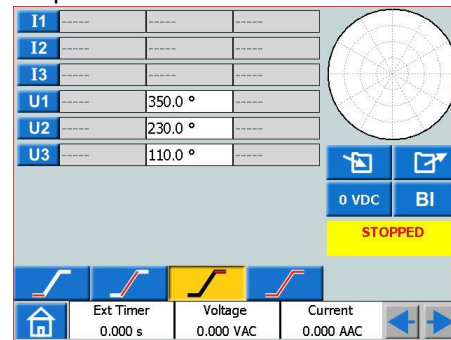 I1 ----- ----- -----
I2 ----- ----- -----
I3 ----- ----- -----
U1 ----- 350.0 ° -----
U2 ----- 230.0 ° -----
U3 ----- 110.0 ° -----
0 VDC BI
STOPPED
Ext Timer Voltage Current
0.000 s 0.000 VAC 0.000 AAC